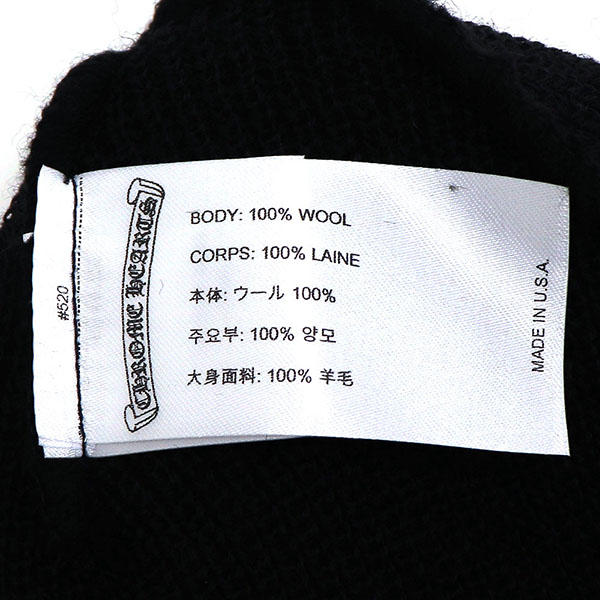 #520
CHROME HEARTS
BODY: 100% WOOL
CORPS: 100% LAINE
本体: ウール 100%
주요부: 100% 양모
大身面料: 100% 羊毛
MADE IN U.S.A.